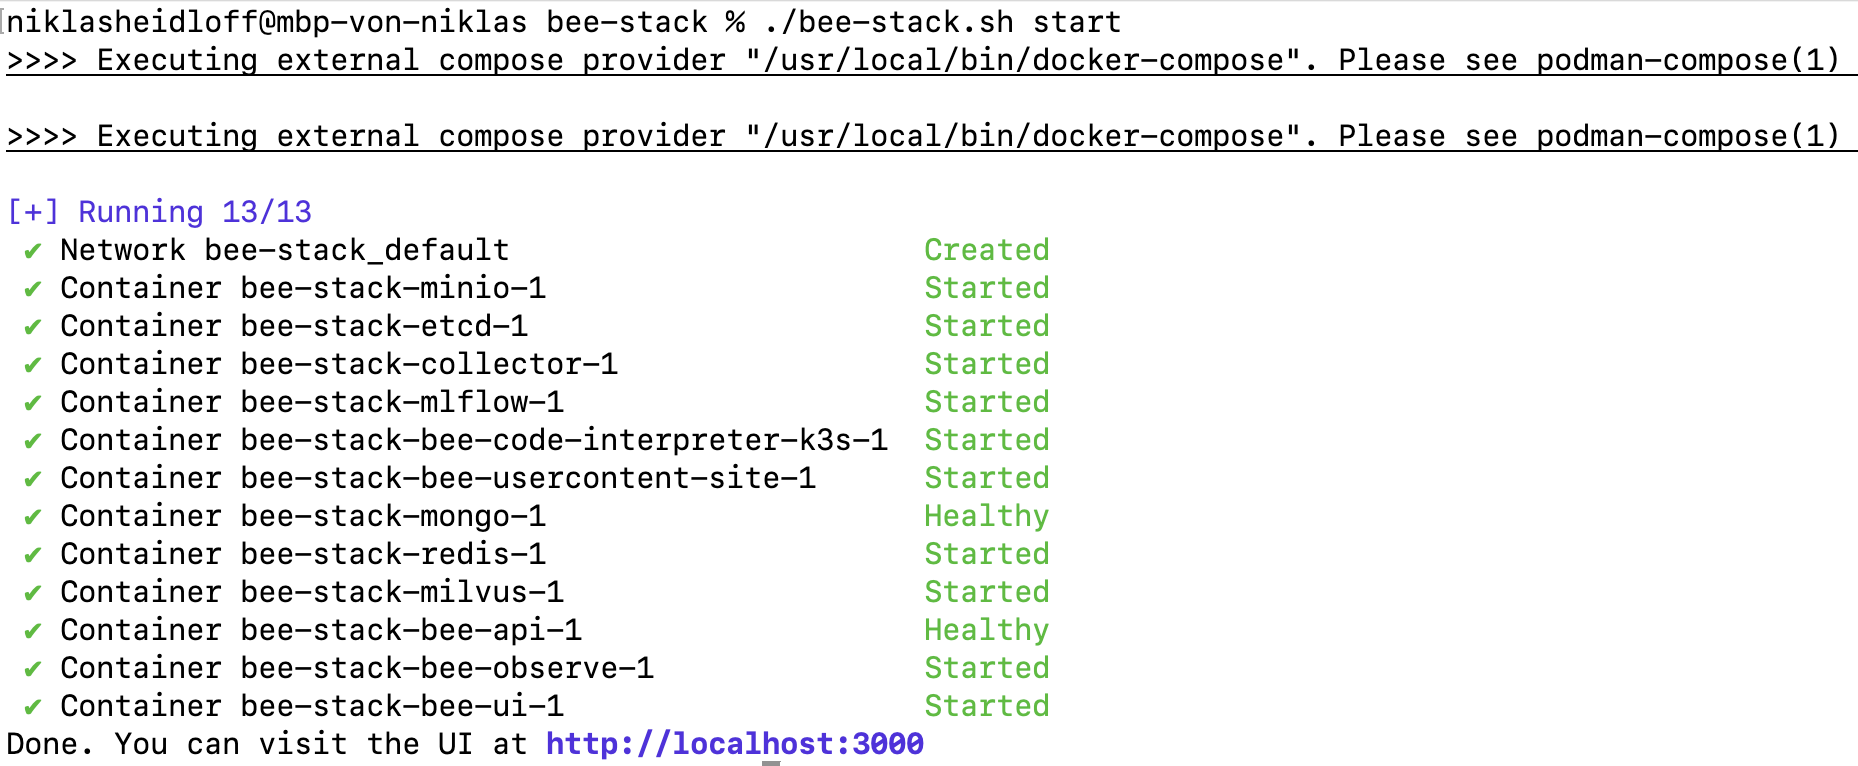 niklasheidloff@mbp-von-niklas bee-stack % ./bee-stack.sh start
>>>> Executing external compose provider "/usr/local/bin/docker-compose". Please see podman-compose(1)
>>>> Executing external compose provider "/usr/local/bin/docker-compose". Please see podman-compose(1)
[+] Running 13/13
✔ Network bee-stack_default Created
✔ Container bee-stack-minio-1 Started
✔ Container bee-stack-etcd-1 Started
✔ Container bee-stack-collector-1 Started
✔ Container bee-stack-mlflow-1 Started
✔ Container bee-stack-bee-code-interpreter-k3s-1 Started
✔ Container bee-stack-bee-usercontent-site-1 Started
✔ Container bee-stack-mongo-1 Healthy
✔ Container bee-stack-redis-1 Started
✔ Container bee-stack-milvus-1 Started
✔ Container bee-stack-bee-api-1 Healthy
✔ Container bee-stack-bee-observe-1 Started
✔ Container bee-stack-bee-ui-1 Started
Done. You can visit the UI at http://localhost:3000